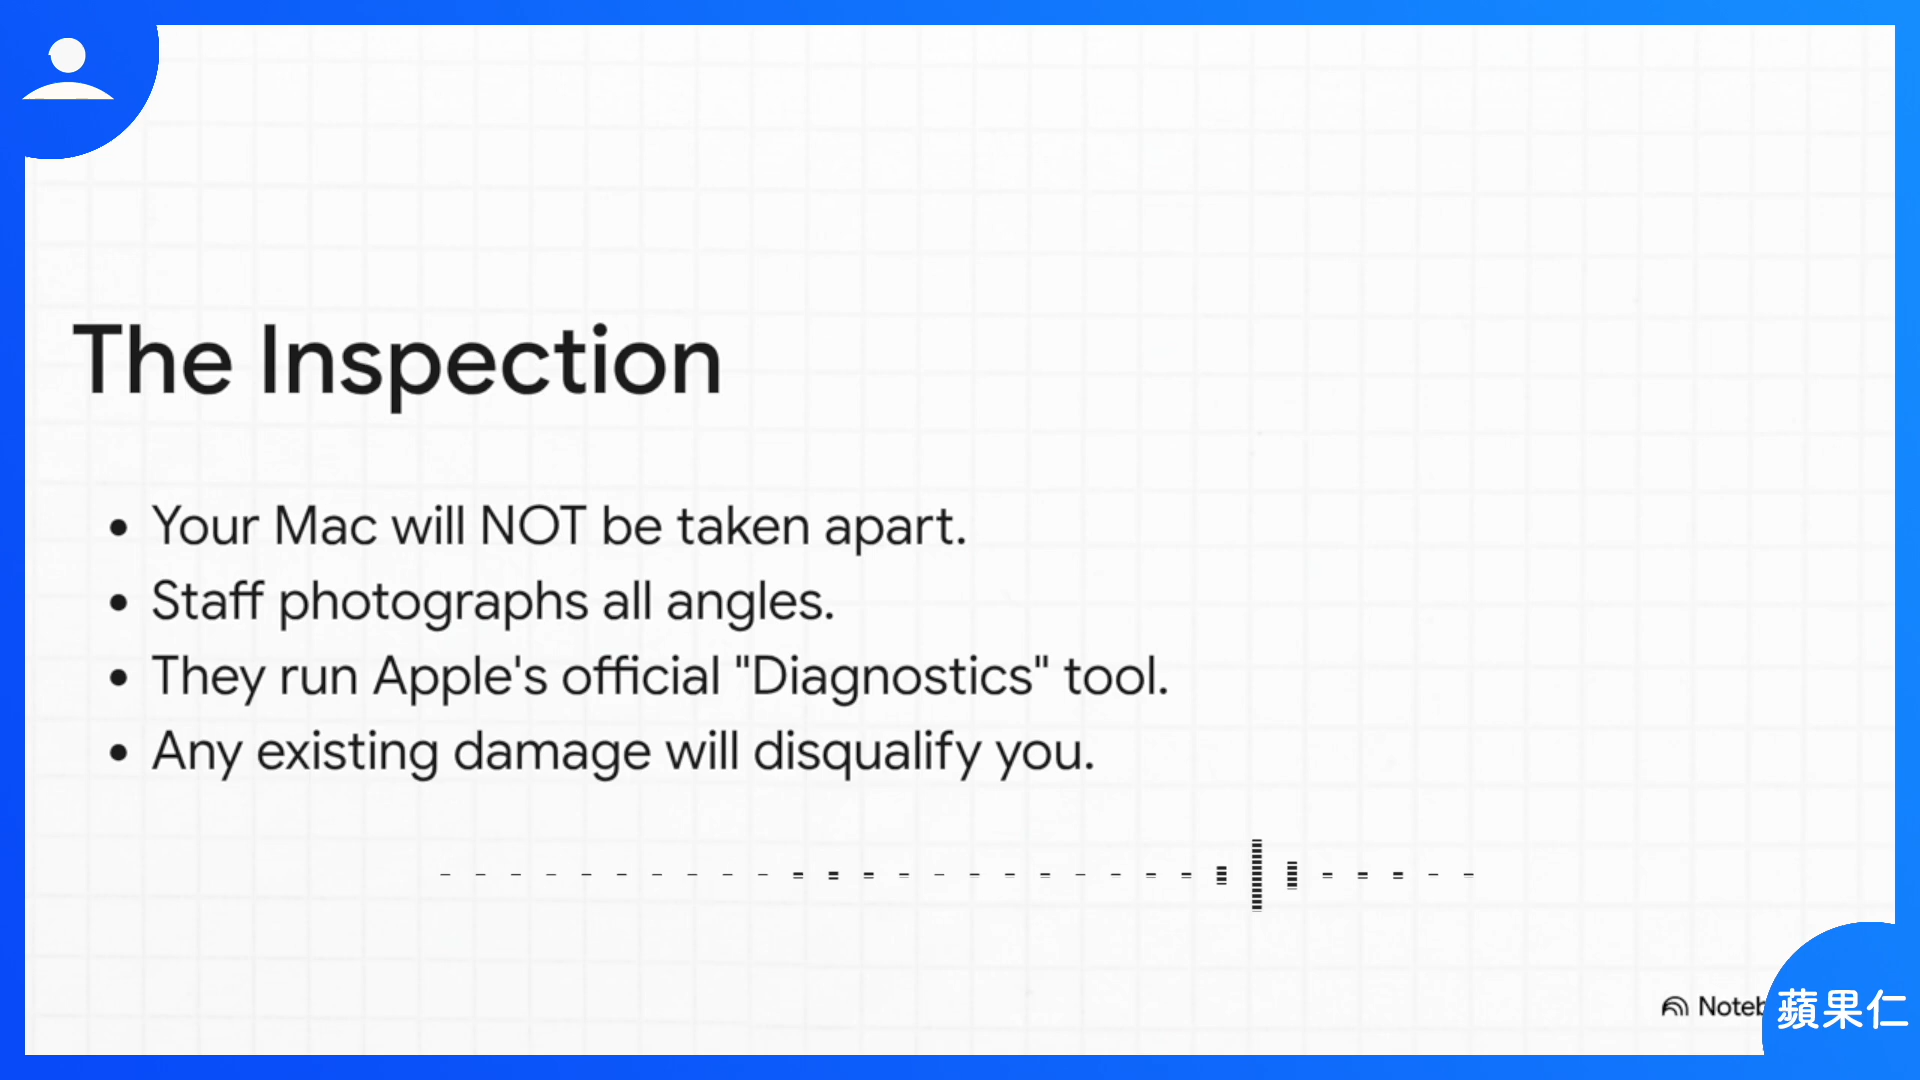 The Inspection
• Your Mac will NOT be taken apart.
• Staff photographs all angles.
• They run Apple's official "Diagnostics" tool.
• Any existing damage will disqualify you.
Noteb
蘋果仁